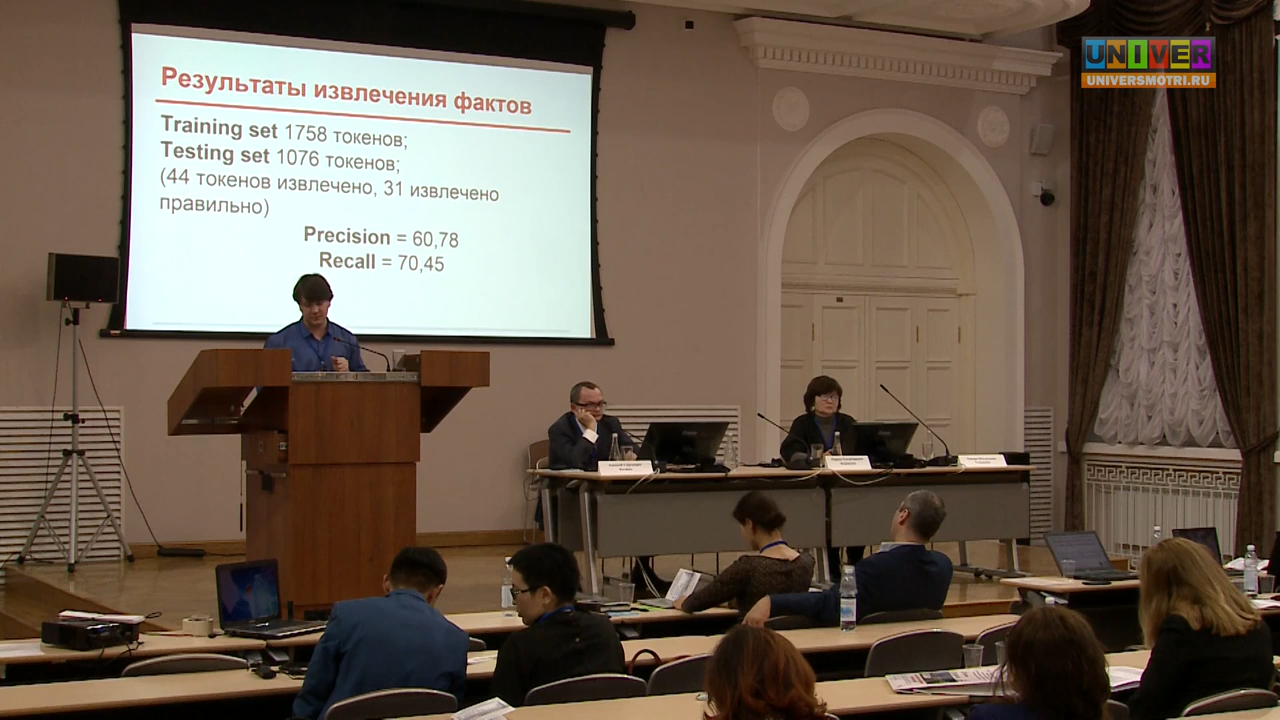 Результаты извлечения фактов
Training set 1758 токенов;
Testing set 1076 токенов;
(44 токенов извлечено, 31 извлечено
правильно)
Precision = 60,78
Recall = 70,45
UNIVER
UNIVERSMOTRI.RU